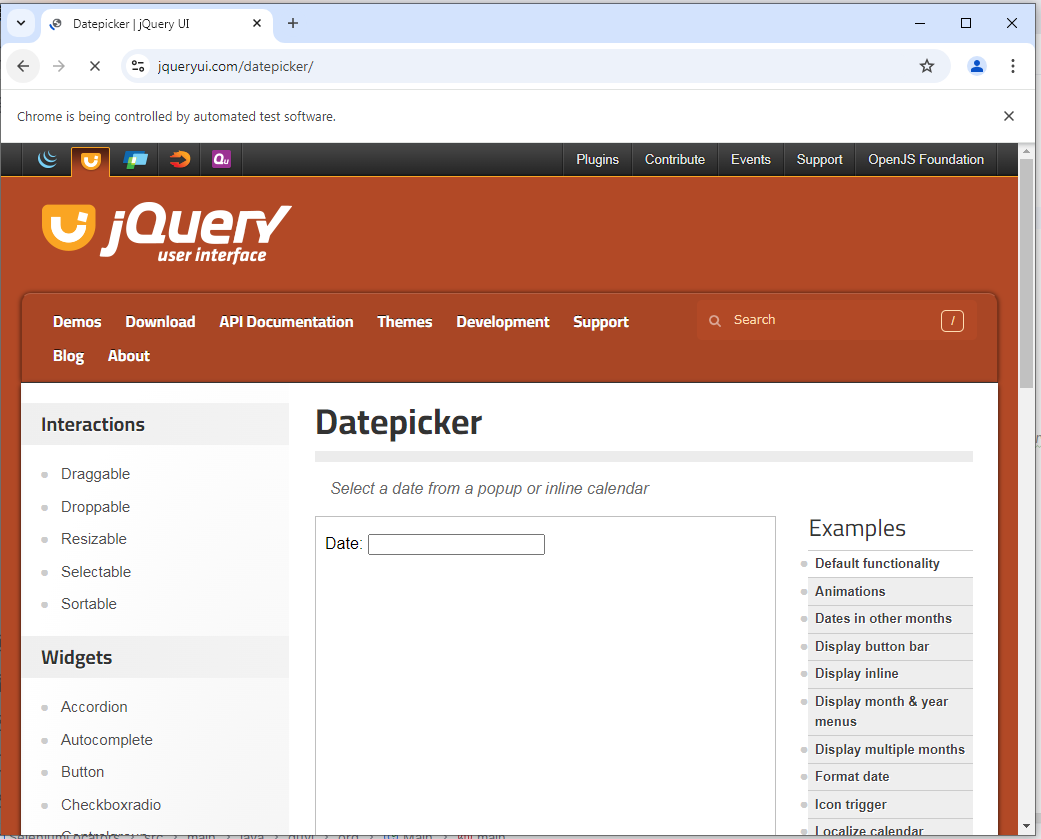 Datepicker | jQuery UI
jqueryui.com/datepicker/
Chrome is being controlled by automated test software.
Qu
Plugins
Contribute
Events
Support
OpenJS Foundation
jQuery
user interface
Demos
Download
API Documentation
Themes
Development
Support
Blog
About
Search
/
Interactions
Draggable
Droppable
Resizable
Selectable
Sortable
Widgets
Accordion
Autocomplete
Button
Checkboxradio
Controlgroup
Datepicker
Select a date from a popup or inline calendar
Date:
Examples
Default functionality
Animations
Dates in other months
Display button bar
Display inline
Display month & year
menus
Display multiple months
Format date
Icon trigger
Localize calendar